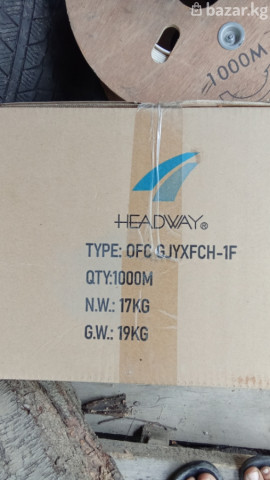 bazar.kg
1000M
HEADWAY®
TYPE: OFC GJYXFCH-1F
QTY:1000M
N.W.: 17KG
G.W.: 19KG